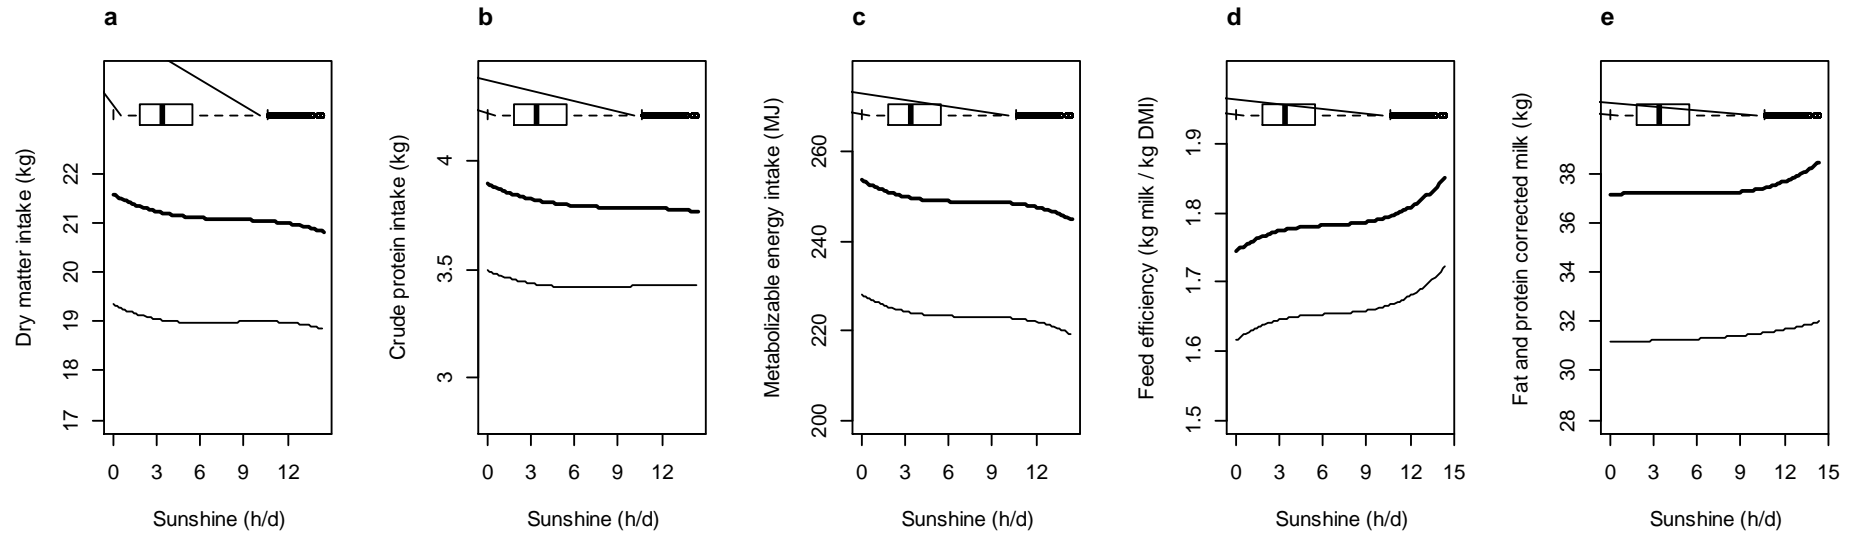 a
Dry matter intake (kg)
22
21
20
19
18
17
0 3 6 9 12
Sunshine (h/d)
b
Crude protein intake (kg)
4
3.5
3
0 3 6 9 12
Sunshine (h/d)
c
Metabolizable energy intake (MJ)
260
240
220
200
0 3 6 9 12
Sunshine (h/d)
d
Feed efficiency (kg milk / kg DMI)
1.9
1.8
1.7
1.6
1.5
0 3 6 9 12 15
Sunshine (h/d)
e
Fat and protein corrected milk (kg)
38
36
34
32
30
28
0 3 6 9 12 15
Sunshine (h/d)